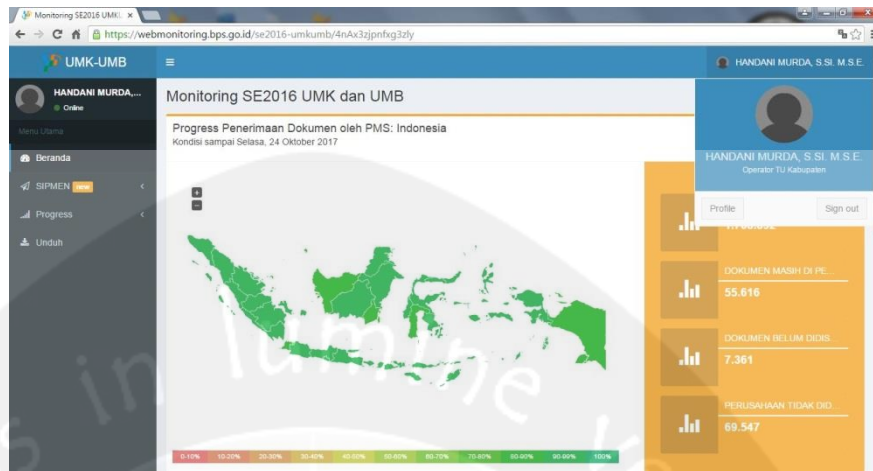 Monitoring SE2016 UMK
https://webmonitoring.bps.go.id/se2016-umkumb/4nAx3zjpnfxg3zly
UMK-UMB
HANDANI MURDA, S.SI. M.S.E.
HANDANI MURDA,...
Online
Menu Utama
Beranda
SIPMEN new
Progress
Unduh
Monitoring SE2016 UMK dan UMB
Progress Penerimaan Dokumen oleh PMS: Indonesia
Kondisi sampai Selasa, 24 Oktober 2017
HANDANI MURDA, S.SI. M.S.E.
Operator TU Kabupaten
Profile
Sign out
DOKUMEN MASIH DI PE...
55.616
DOKUMEN BELUM DIDIS...
7.361
PERUSAHAAN TIDAK DID...
69.547
0-10% 10-20% 20-30% 30-40% 40-50% 50-60% 60-70% 70-80% 80-90% 90-99% 100%
in lumine